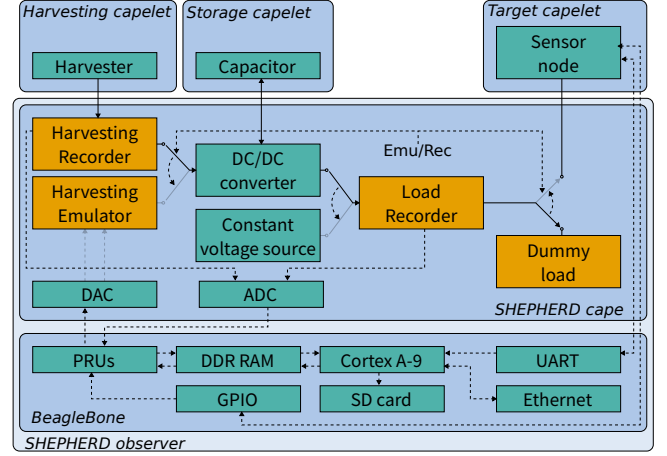 Harvesting capelet
Storage capelet
Target capelet
Harvester
Capacitor
Sensor
node
Harvesting
Recorder
Emu/Rec
DC/DC
converter
Harvesting
Emulator
Load
Recorder
Constant
voltage source
Dummy
load
DAC
ADC
SHEPHERD cape
PRUs
DDR RAM
Cortex A-9
UART
GPIO
SD card
Ethernet
BeagleBone
SHEPHERD observer